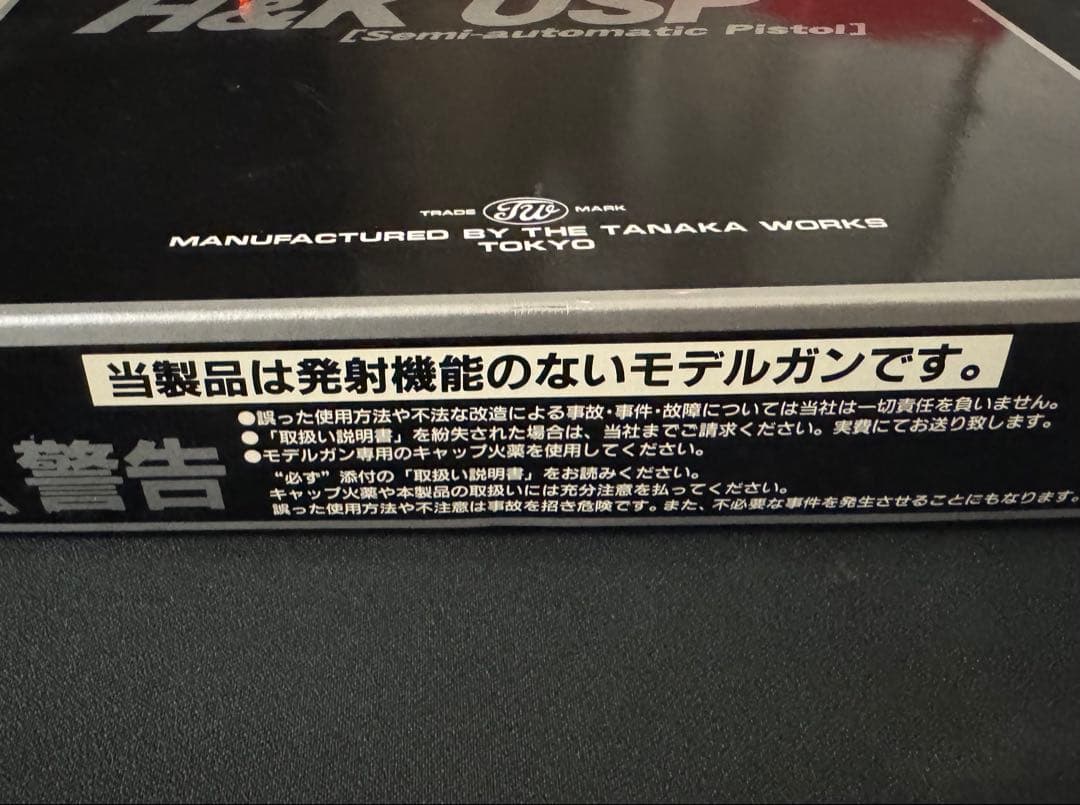 H&K USP
[Semi-automatic Pistol]
TRADE TW MARK
MANUFACTURED BY THE TANAKA WORKS
TOKYO
当製品は発射機能のないモデルガンです。
警告
●誤った使用方法や不法な改造による事故・事件・故障については当社は一切責任を負いません。
●「取扱い説明書」を紛失された場合は、当社までご請求ください。実費にてお送り致します。
●モデルガン専用のキャップ火薬を使用してください。
“必ず”添付の「取扱い説明書」をお読みください。
キャップ火薬や本製品の取扱いには充分注意を払ってください。
誤った使用方法や不注意は事故を招き危険です。また、不必要な事件を発生させることにもなります。